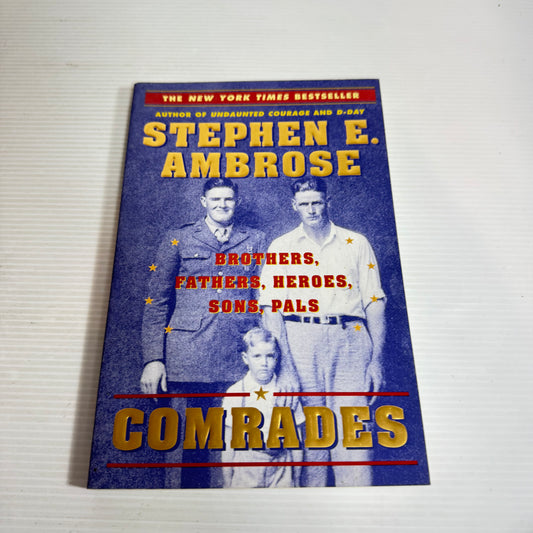 THE NEW YORK TIMES BESTSELLER
AUTHOR OF UNDAUNTED COURAGE AND D-DAY
STEPHEN E.
AMBROSE
BROTHERS,
FATHERS, HEROES,
SONS, PALS
COMRADES